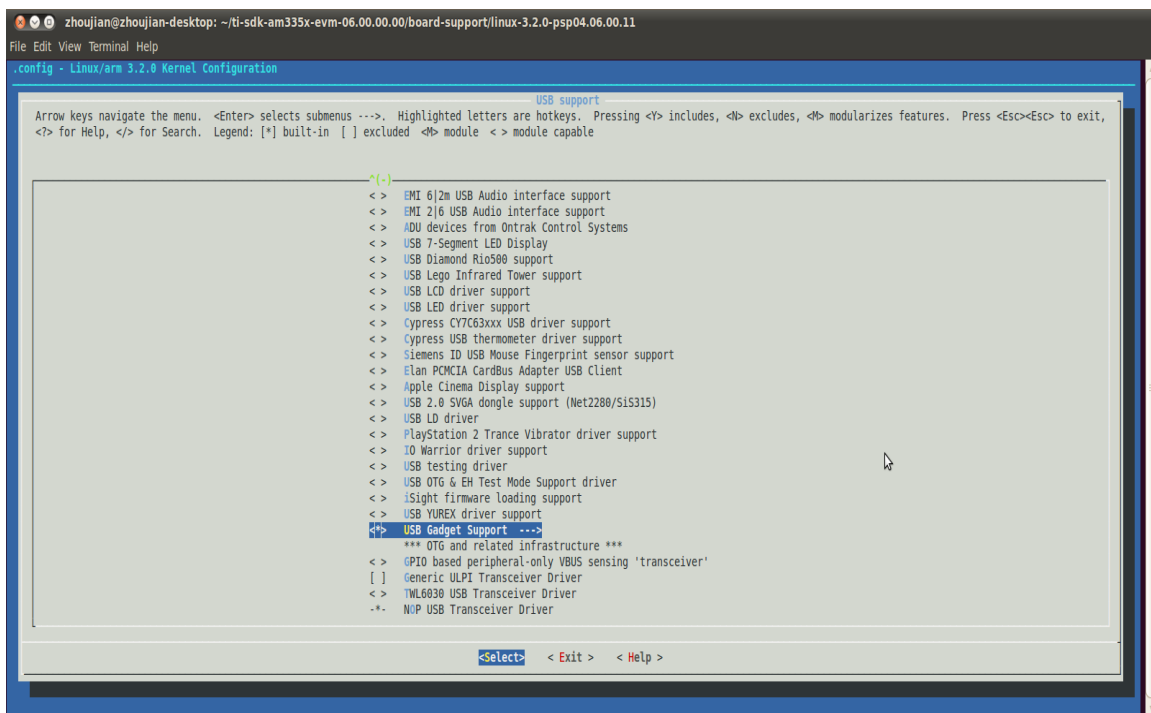 zhoujian@zhoujian-desktop: ~/ti-sdk-am335x-evm-06.00.00.00/board-support/linux-3.2.0-psp04.06.00.11
File Edit View Terminal Help
.config - Linux/arm 3.2.0 Kernel Configuration
USB support
Arrow keys navigate the menu. <Enter> selects submenus --->. Highlighted letters are hotkeys. Pressing <Y> includes, <N> excludes, <M> modularizes features. Press <Esc><Esc> to exit,
<?> for Help, </> for Search. Legend: [*] built-in [ ] excluded <M> module < > module capable
^(-)
< > EMI 6|2m USB Audio interface support
< > EMI 2|6 USB Audio interface support
< > ADU devices from Ontrak Control Systems
< > USB 7-Segment LED Display
< > USB Diamond Rio500 support
< > USB Lego Infrared Tower support
< > USB LCD driver support
< > USB LED driver support
< > Cypress CY7C63xxx USB driver support
< > Cypress USB thermometer driver support
< > Siemens ID USB Mouse Fingerprint sensor support
< > Elan PCMCIA CardBus Adapter USB Client
< > Apple Cinema Display support
< > USB 2.0 SVGA dongle support (Net2280/SiS315)
< > USB LD driver
< > PlayStation 2 Trance Vibrator driver support
< > IO Warrior driver support
< > USB testing driver
< > USB OTG & EH Test Mode Support driver
< > iSight firmware loading support
< > USB YUREX driver support
<*> USB Gadget Support --->
*** OTG and related infrastructure ***
< > GPIO based peripheral-only VBUS sensing 'transceiver'
[ ] Generic ULPI Transceiver Driver
< > TWL6030 USB Transceiver Driver
-*- NOP USB Transceiver Driver
<Select> < Exit > < Help >